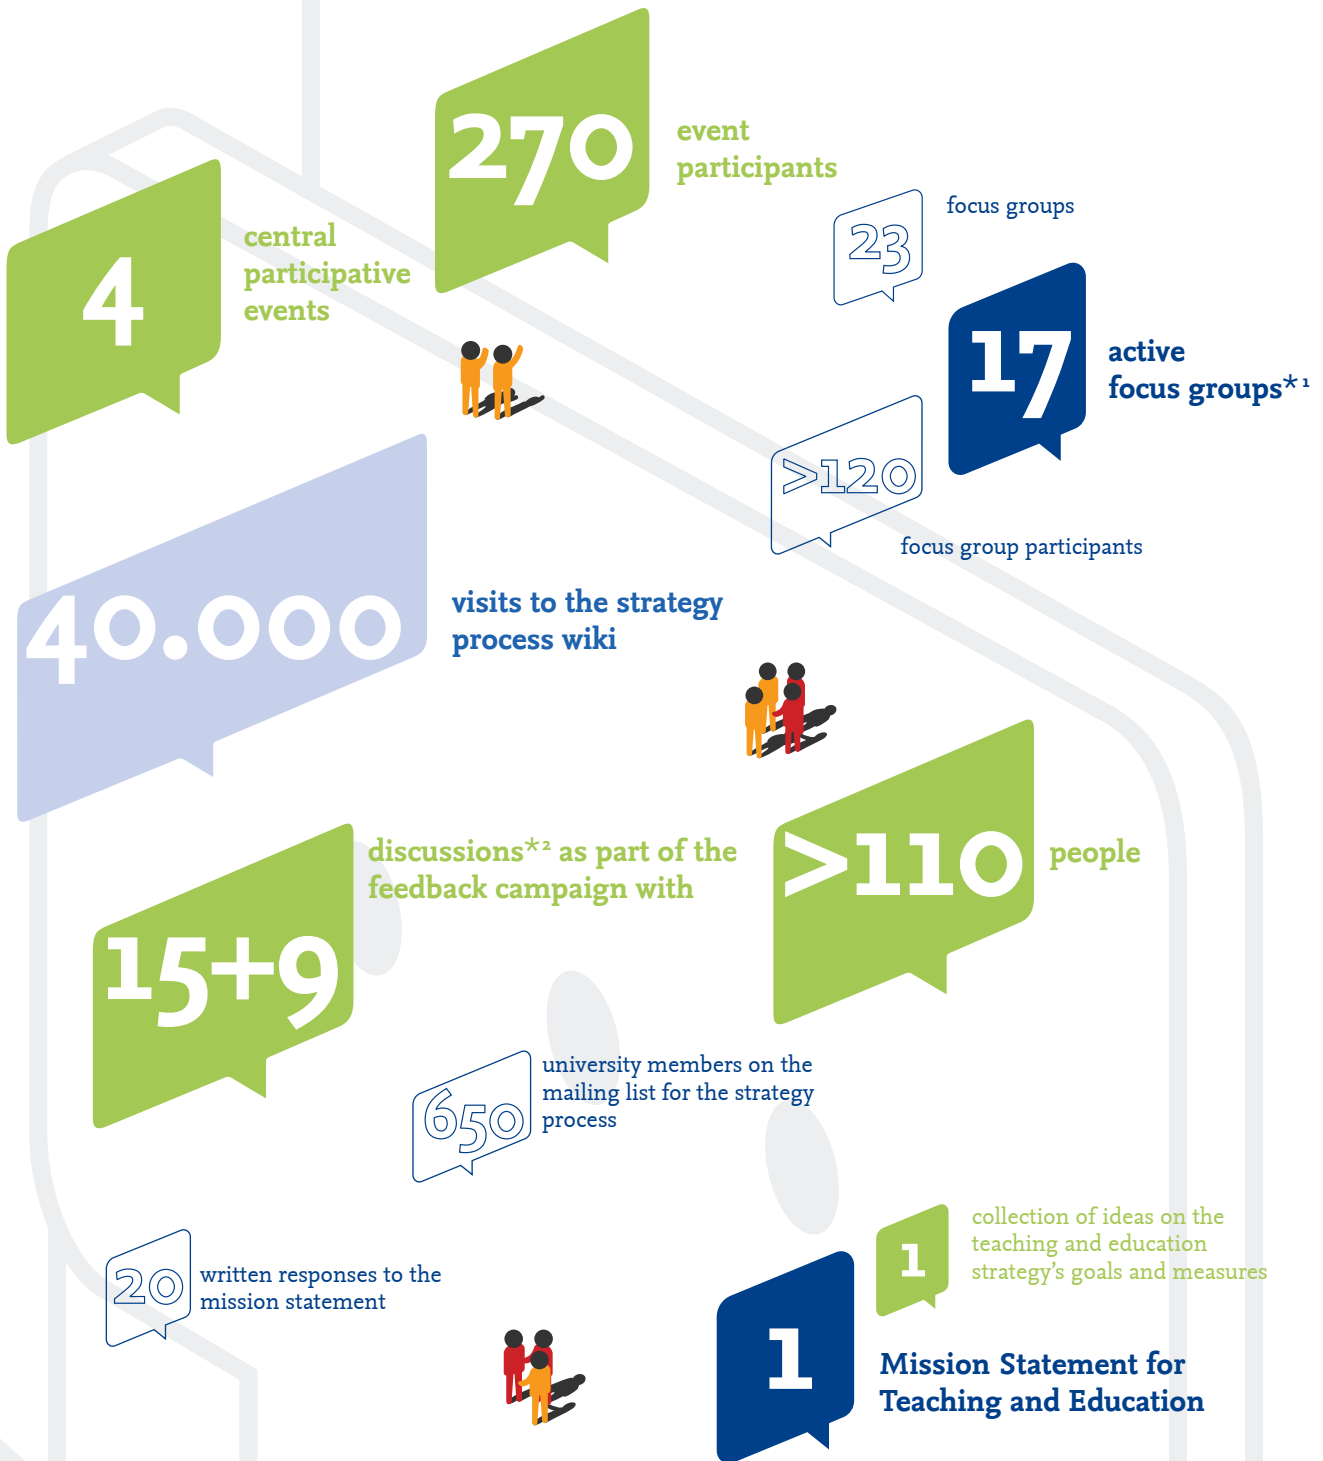 270
event
participants
4
central
participative
events
23
focus groups
17
active
focus groups*¹
>120
focus group participants
40.000
visits to the strategy
process wiki
15+9
discussions*² as part of the
feedback campaign with
>110
people
650
university members on the
mailing list for the strategy
process
20
written responses to the
mission statement
1
collection of ideas on the
teaching and education
strategy’s goals and measures
1
Mission Statement for
Teaching and Education